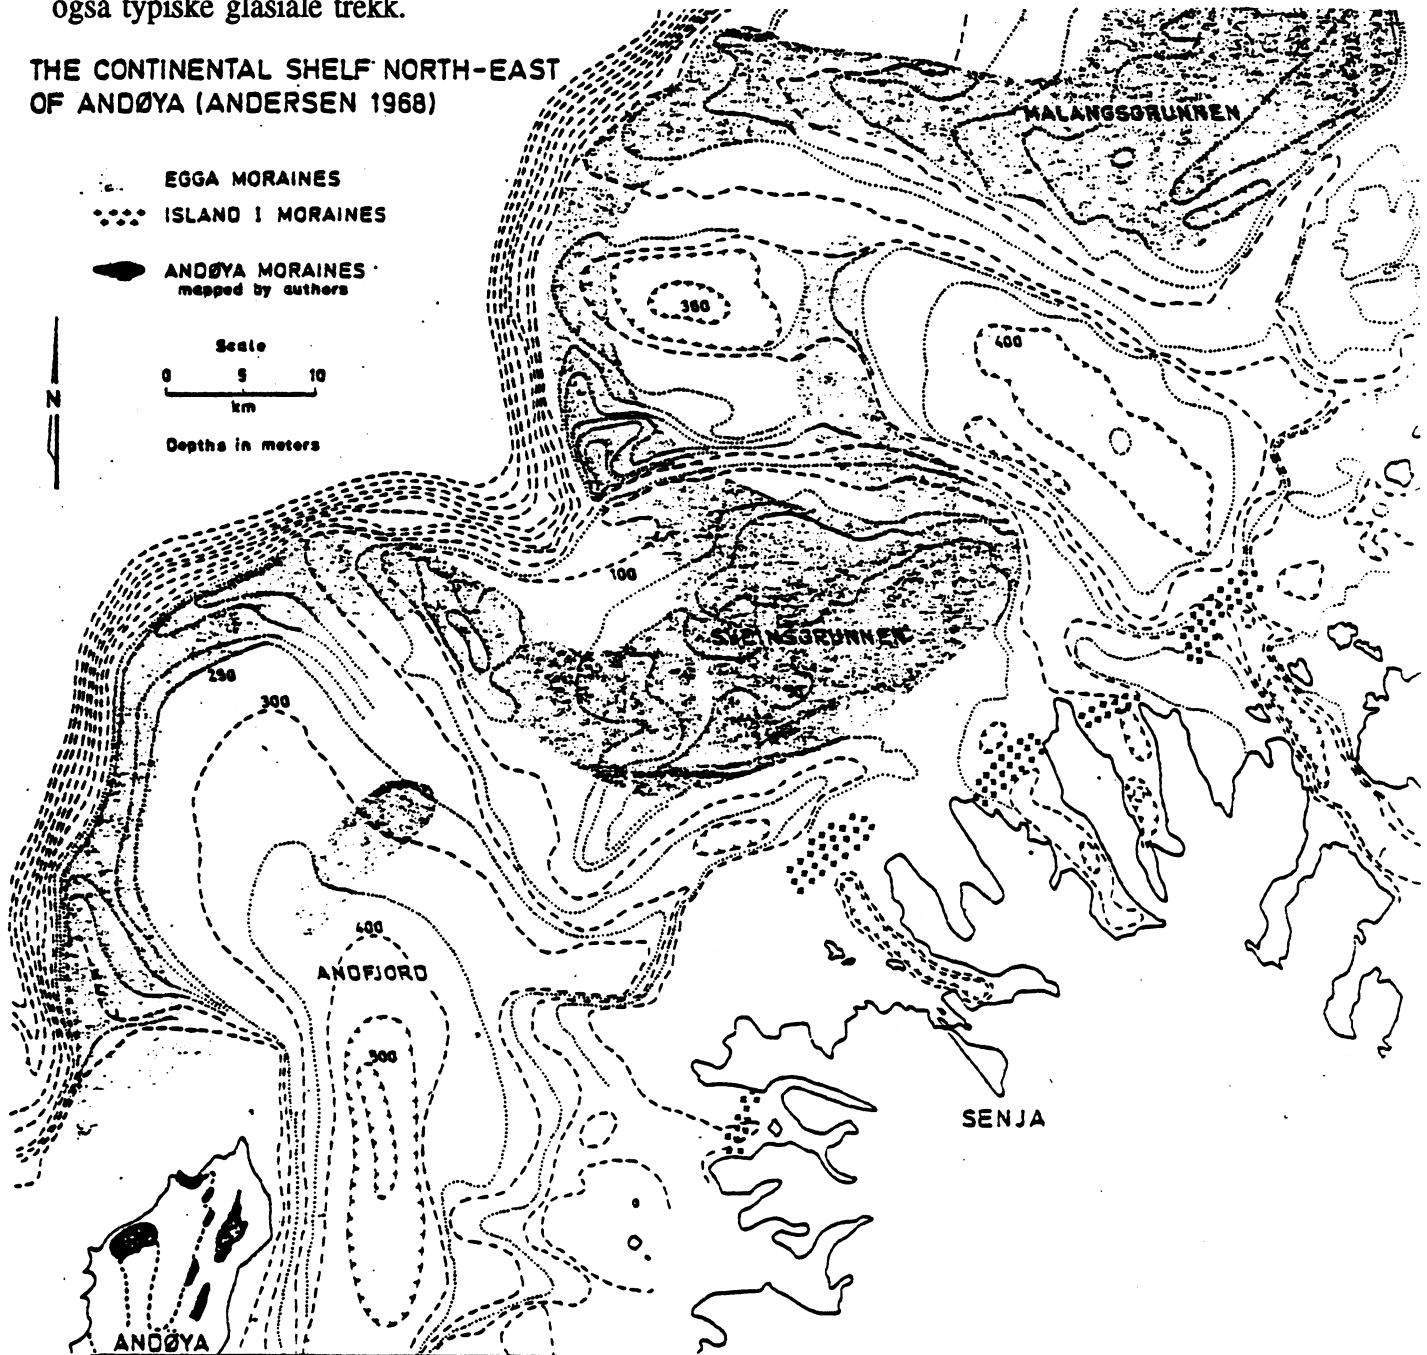 også typiske glasiale trekk.
THE CONTINENTAL SHELF NORTH-EAST
OF ANDØYA (ANDERSEN 1968)
EGGA MORAINES
ISLAND I MORAINES
ANDØYA MORAINES
mapped by authors
Scale
0 5 10
km
Depths in meters
N
MALANGSGRUNNEN
360
400
100
SVEINSGRUNNEN
250
300
400
ANDFJORD
500
SENJA
ANDØYA